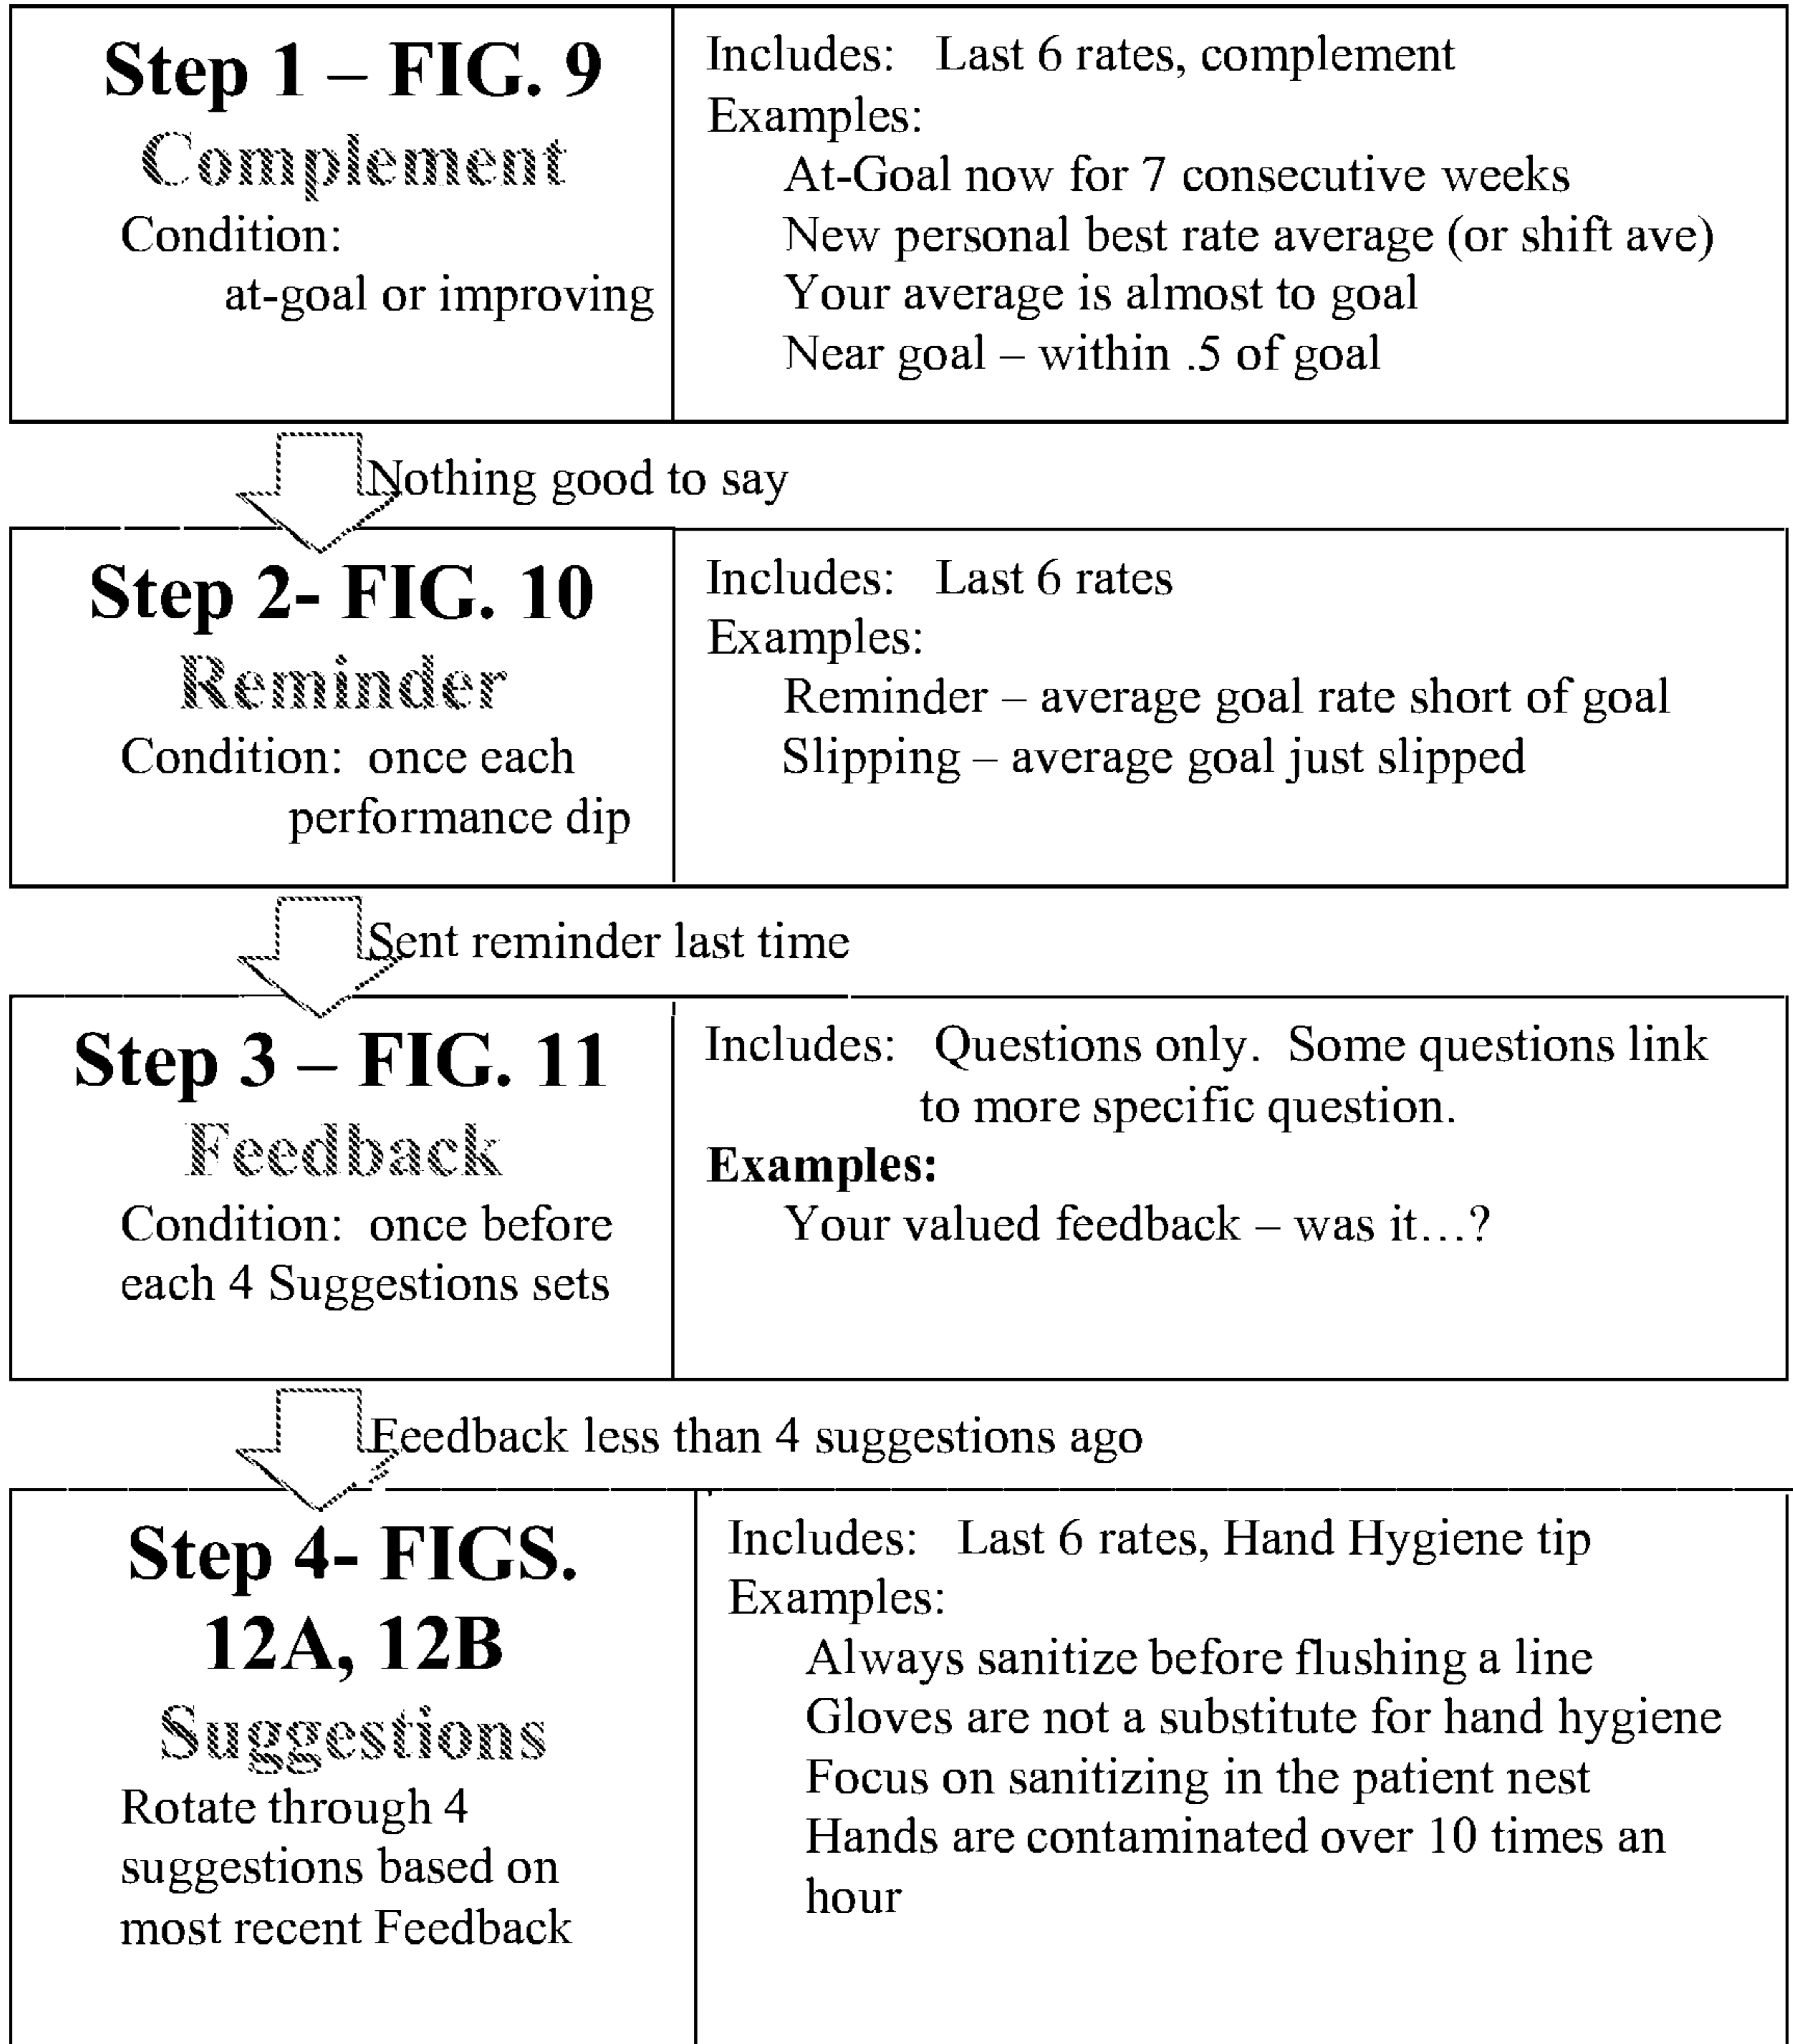 Step 1 – FIG. 9
Complement
Condition:
at-goal or improving
Includes: Last 6 rates, complement
Examples:
At-Goal now for 7 consecutive weeks
New personal best rate average (or shift ave)
Your average is almost to goal
Near goal – within .5 of goal
Nothing good to say
Step 2- FIG. 10
Reminder
Condition: once each
performance dip
Includes: Last 6 rates
Examples:
Reminder – average goal rate short of goal
Slipping – average goal just slipped
Sent reminder last time
Step 3 – FIG. 11
Feedback
Condition: once before
each 4 Suggestions sets
Includes: Questions only. Some questions link
to more specific question.
Examples:
Your valued feedback – was it…?
Feedback less than 4 suggestions ago
Step 4- FIGS.
12A, 12B
Suggestions
Rotate through 4
suggestions based on
most recent Feedback
Includes: Last 6 rates, Hand Hygiene tip
Examples:
Always sanitize before flushing a line
Gloves are not a substitute for hand hygiene
Focus on sanitizing in the patient nest
Hands are contaminated over 10 times an
hour